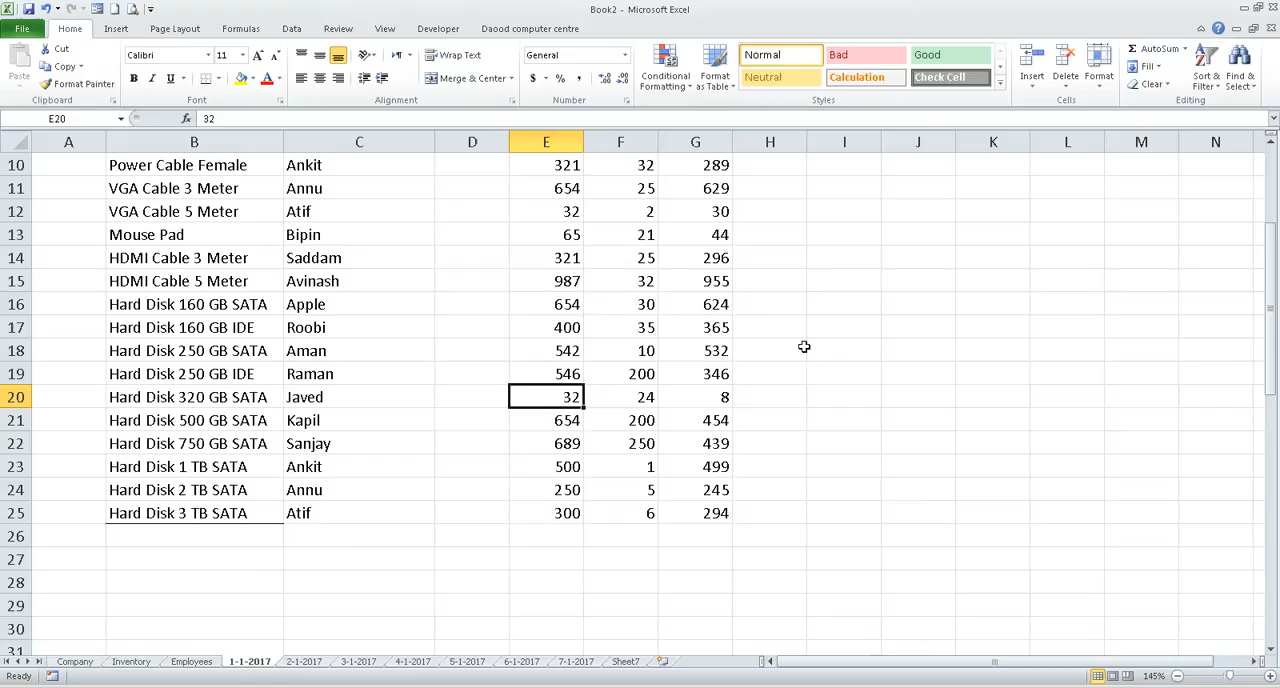 Book2 - Microsoft Excel
File Home Insert Page Layout Formulas Data Review View Developer Daood computer centre
Paste
Cut
Copy
Format Painter
Clipboard
Calibri 11 A A
B I U A
Font
Wrap Text
Merge & Center
Alignment
General
$ % ,
Number
Conditional Formatting
Format as Table
Normal Bad Good
Neutral Calculation Check Cell
Styles
Insert Delete Format
Cells
Σ AutoSum
Fill
Clear
Sort & Filter
Find & Select
Editing
E20 fx 32
A B C D E F G H I J K L M N
10 Power Cable Female Ankit 321 32 289
11 VGA Cable 3 Meter Annu 654 25 629
12 VGA Cable 5 Meter Atif 32 2 30
13 Mouse Pad Bipin 65 21 44
14 HDMI Cable 3 Meter Saddam 321 25 296
15 HDMI Cable 5 Meter Avinash 987 32 955
16 Hard Disk 160 GB SATA Apple 654 30 624
17 Hard Disk 160 GB IDE Roobi 400 35 365
18 Hard Disk 250 GB SATA Aman 542 10 532
19 Hard Disk 250 GB IDE Raman 546 200 346
20 Hard Disk 320 GB SATA Javed 32 24 8
21 Hard Disk 500 GB SATA Kapil 654 200 454
22 Hard Disk 750 GB SATA Sanjay 689 250 439
23 Hard Disk 1 TB SATA Ankit 500 1 499
24 Hard Disk 2 TB SATA Annu 250 5 245
25 Hard Disk 3 TB SATA Atif 300 6 294
26
27
28
29
30
31
Company Inventory Employees 1-1-2017 2-1-2017 3-1-2017 4-1-2017 5-1-2017 6-1-2017 7-1-2017 Sheet7
Ready 145%